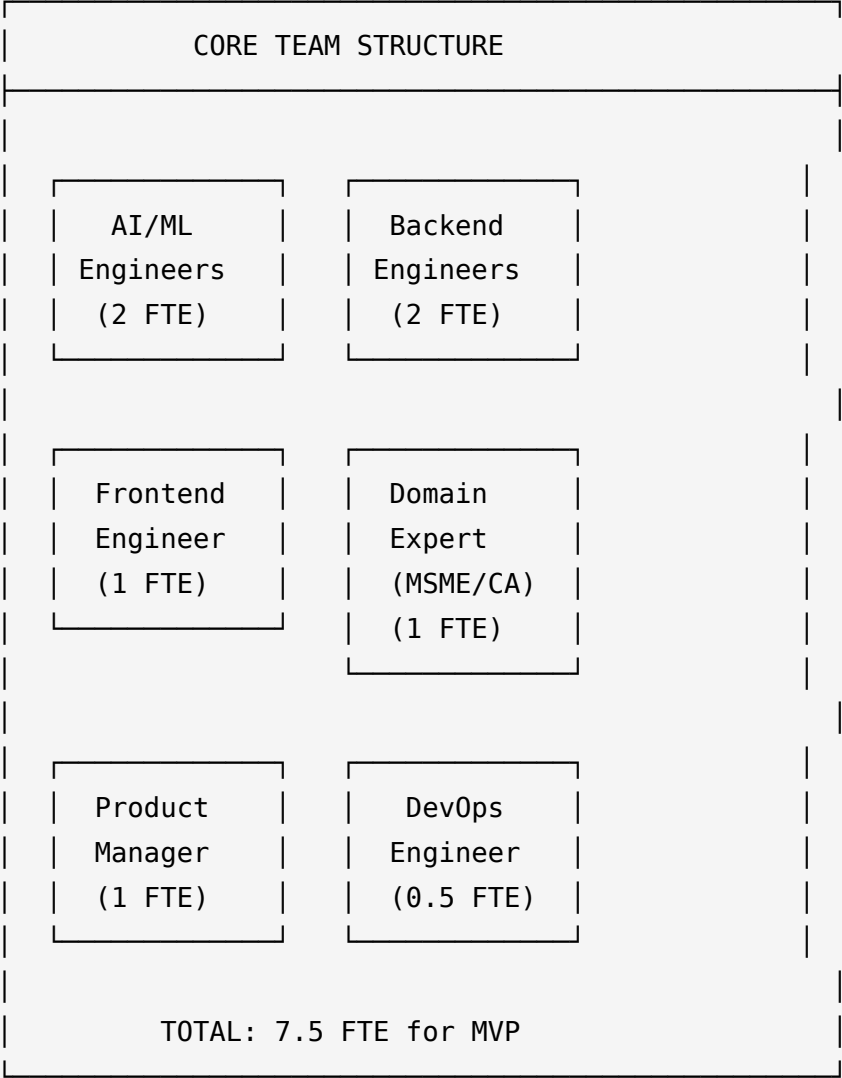 CORE TEAM STRUCTURE
AI/ML
Engineers
(2 FTE)
Backend
Engineers
(2 FTE)
Frontend
Engineer
(1 FTE)
Domain
Expert
(MSME/CA)
(1 FTE)
Product
Manager
(1 FTE)
DevOps
Engineer
(0.5 FTE)
TOTAL: 7.5 FTE for MVP